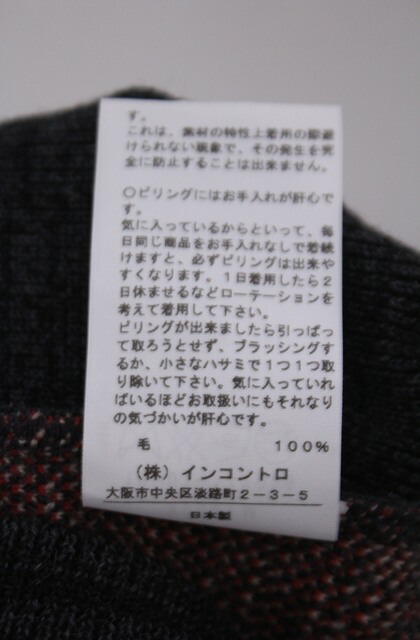 す。
これは、素材の特性上着用の際避
けられない現象で、その発生を完
全に防止することは出来ません。
○ピリングにはお手入れが肝心で
す。
気に入っているからといって、毎
日同じ商品をお手入れなしで着続
けますと、必ずピリングは出来や
すくなります。1日着用したら2
日休ませるなどローテーションを
考えて着用して下さい。
ピリングが出来ましたら引っぱっ
て取ろうとせず、ブラッシングす
るか、小さなハサミで1つ1つ取
り除いて下さい。気に入っていれ
ばいるほどお取扱いにもそれなり
の気づかいが肝心です。
毛 100%
(株)インコントロ
大阪市中央区淡路町2-3-5
日本製